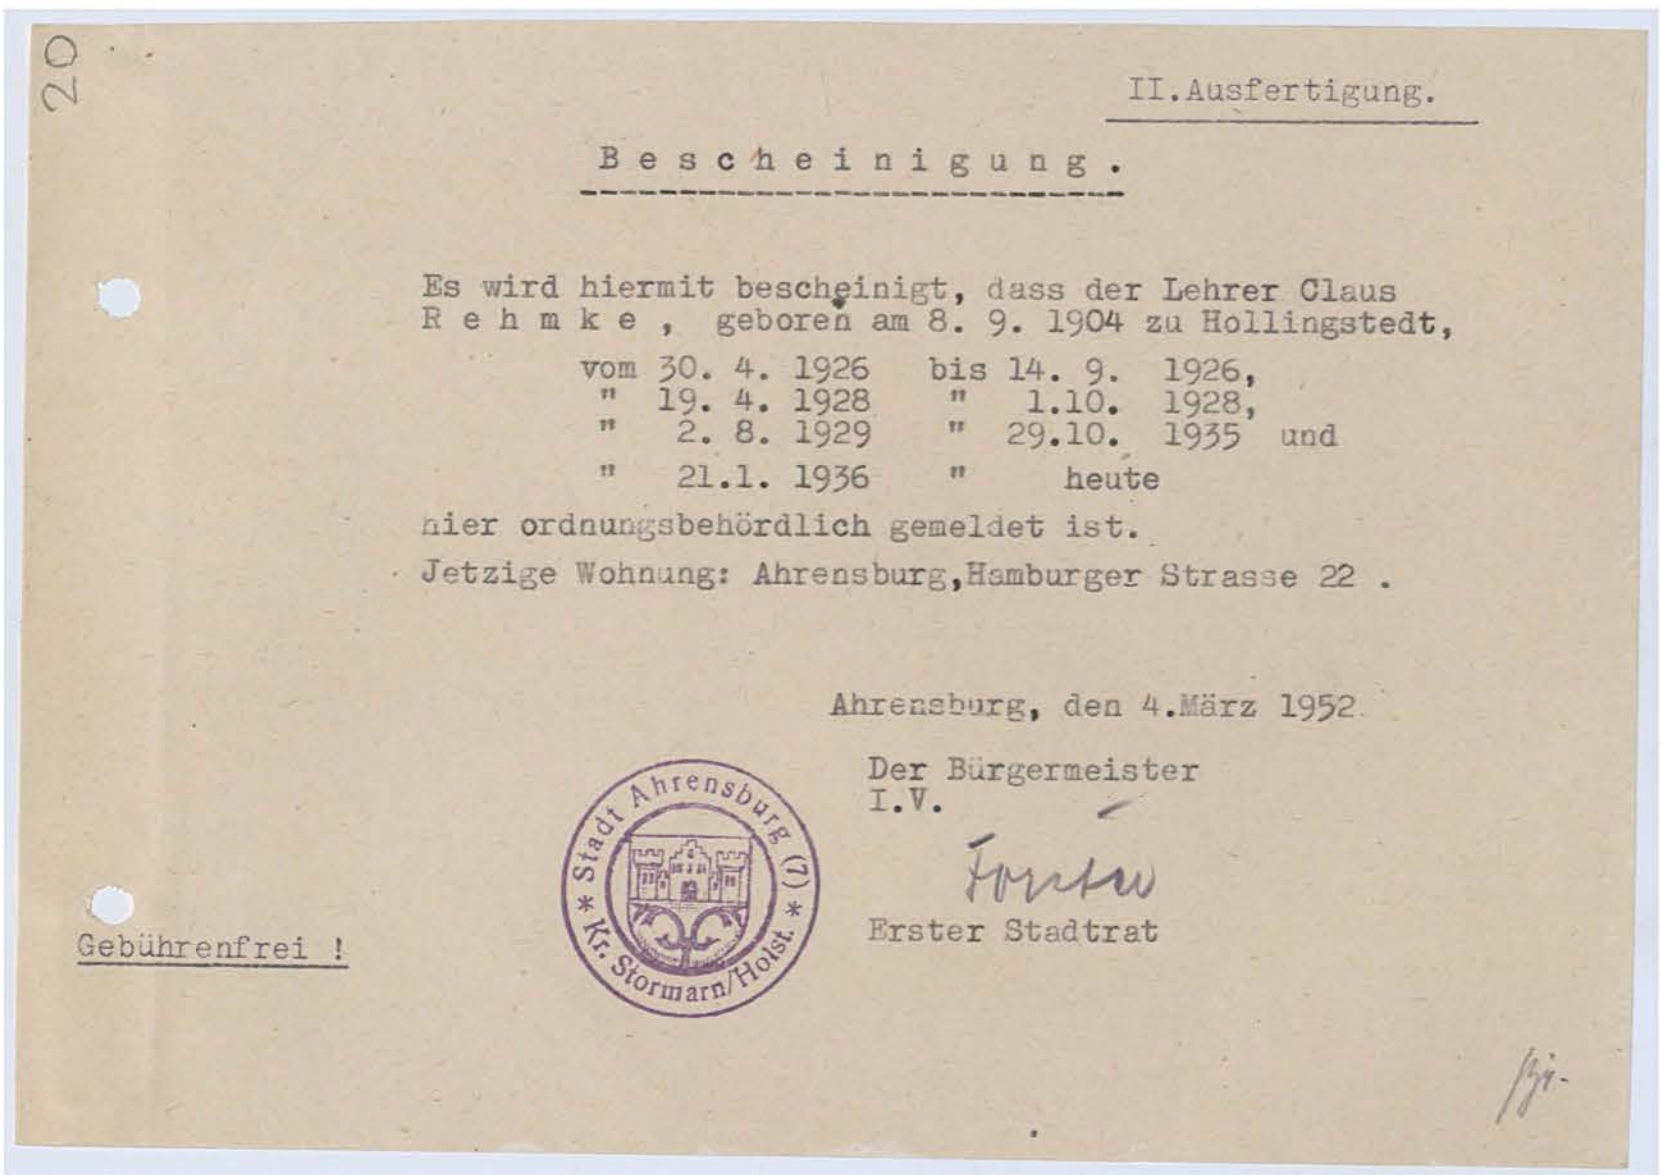 20
II.Ausfertigung.
B e s c h e i n i g u n g .
Es wird hiermit bescheinigt, dass der Lehrer Claus
R e h m k e , geboren am 8. 9. 1904 zu Hollingstedt,
vom 30. 4. 1926 bis 14. 9. 1926,
" 19. 4. 1928 " 1.10. 1928,
" 2. 8. 1929 " 29.10. 1935 und
" 21.1. 1936 " heute
hier ordnungsbehördlich gemeldet ist.
Jetzige Wohnung: Ahrensburg,Hamburger Strasse 22 .
Ahrensburg, den 4.März 1952.
Der Bürgermeister
I.V.
Erster Stadtrat
* Stadt Ahrensburg (7) *
Kr. Stormarn/Holst.
Gebührenfrei !